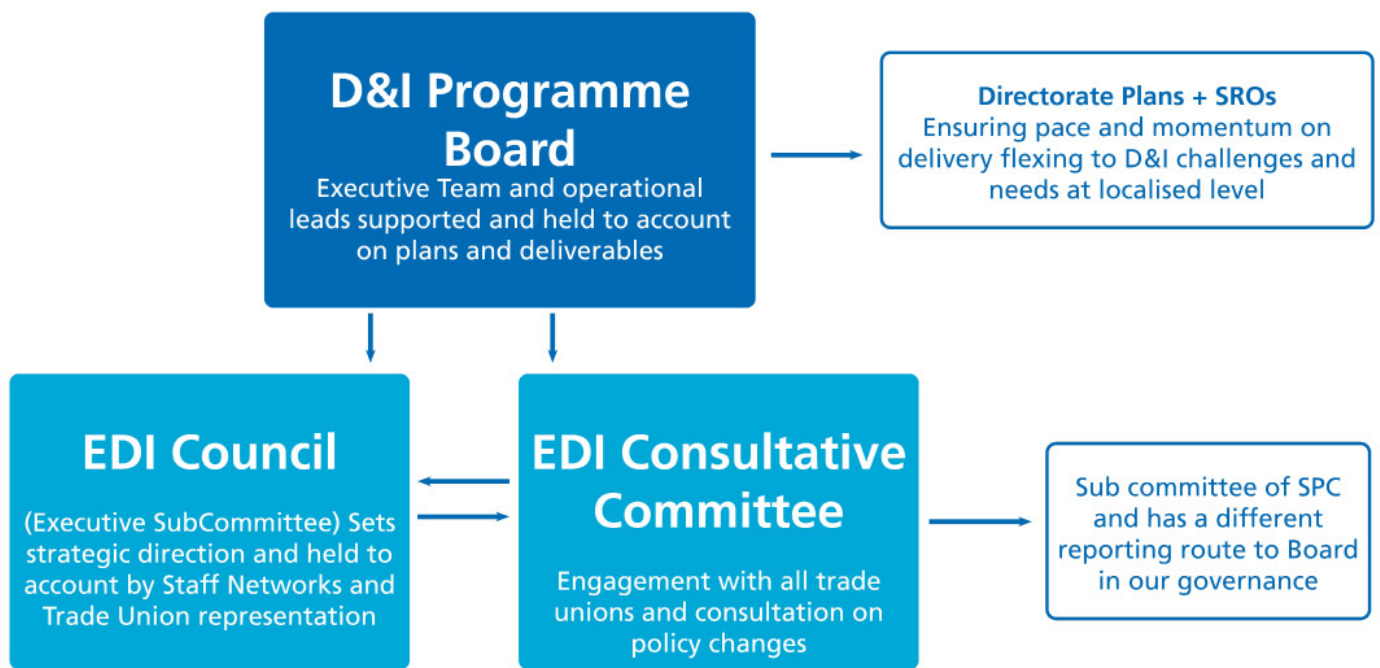 D&I Programme
Board
Executive Team and operational
leads supported and held to account
on plans and deliverables
Directorate Plans + SROs
Ensuring pace and momentum on
delivery flexing to D&I challenges and
needs at localised level
EDI Council
(Executive SubCommittee) Sets
strategic direction and held to
account by Staff Networks and
Trade Union representation
EDI Consultative
Committee
Engagement with all trade
unions and consultation on
policy changes
Sub committee of SPC
and has a different
reporting route to Board
in our governance